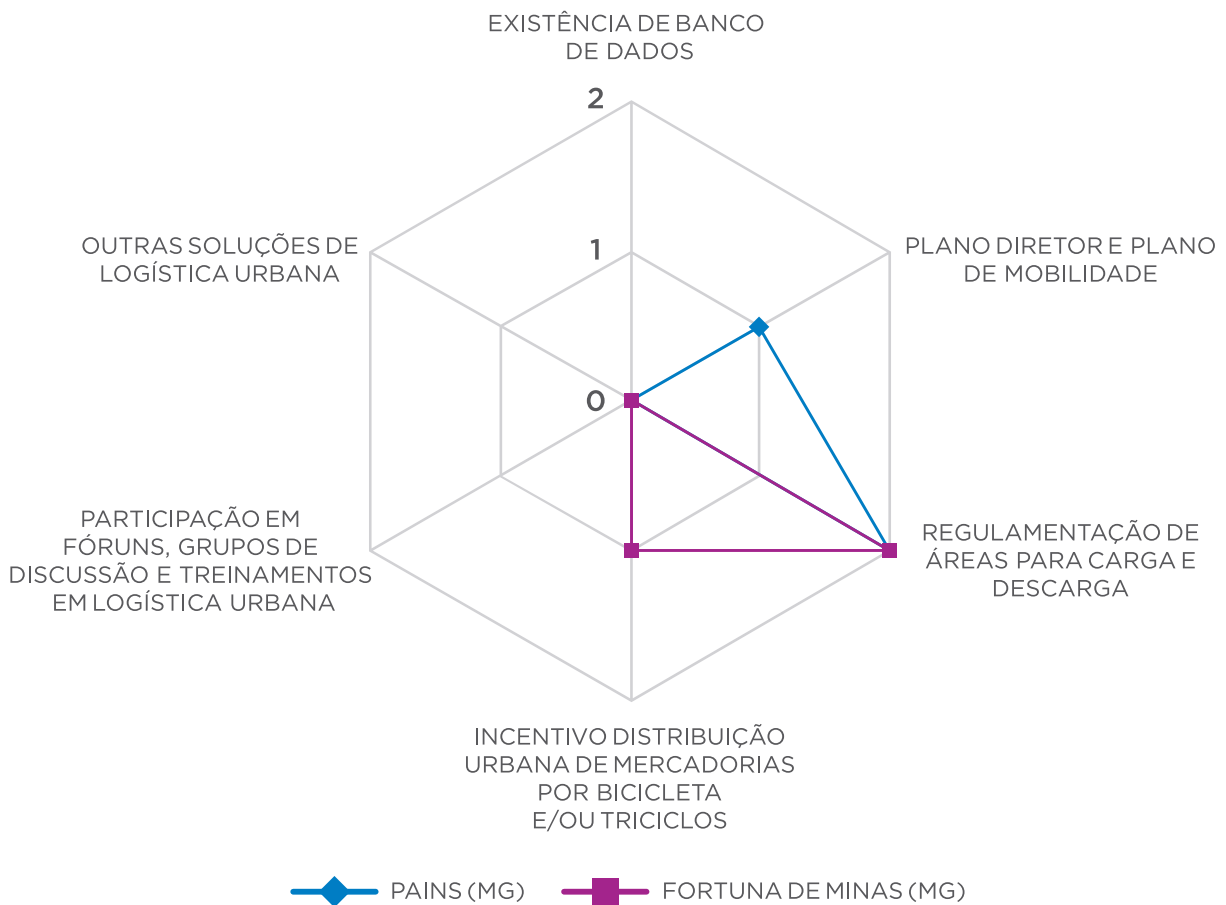 EXISTÊNCIA DE BANCO
DE DADOS
2
OUTRAS SOLUÇÕES DE
LOGÍSTICA URBANA
1
PLANO DIRETOR E PLANO
DE MOBILIDADE
0
PARTICIPAÇÃO EM
FÓRUNS, GRUPOS DE
DISCUSSÃO E TREINAMENTOS
EM LOGÍSTICA URBANA
REGULAMENTAÇÃO DE
ÁREAS PARA CARGA E
DESCARGA
INCENTIVO DISTRIBUIÇÃO
URBANA DE MERCADORIAS
POR BICICLETA
E/OU TRICICLOS
PAINS (MG)
FORTUNA DE MINAS (MG)